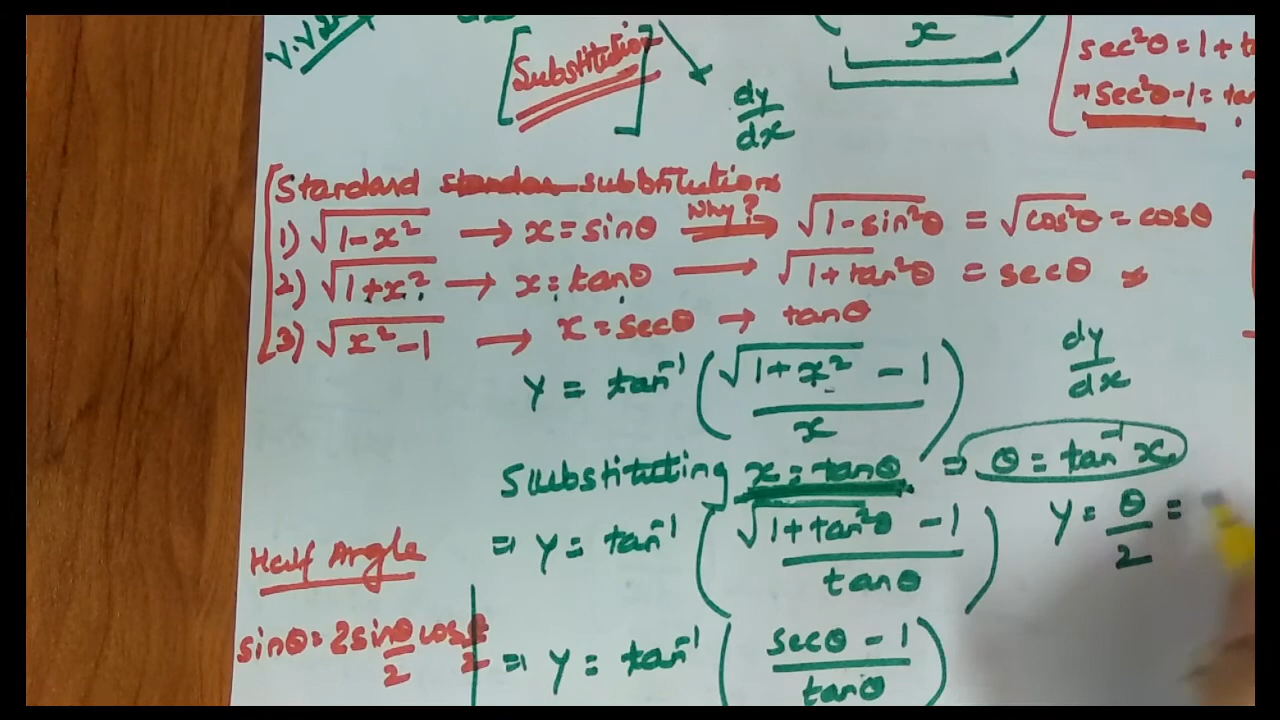 [Substitution]
dy/dx
x
sec²θ = 1 + ta
⇒ sec²θ - 1 = tan
Standard substitutions
1) √(1-x²) → x = sinθ Why? → √(1-sin²θ) = √(cos²θ) = cosθ
2) √(1+x²) → x = tanθ → √(1+tan²θ) = secθ
3) √(x²-1) → x = secθ → tanθ
y = tan⁻¹((√(1+x²) - 1)/x) dy/dx
Substituting x = tanθ ⇒ θ = tan⁻¹x
⇒ y = tan⁻¹((√(1+tan²θ) - 1)/tanθ) y = θ/2 =
Half Angle
sinθ = 2sinθ/2 cosθ/2
⇒ y = tan⁻¹((secθ - 1)/tanθ)